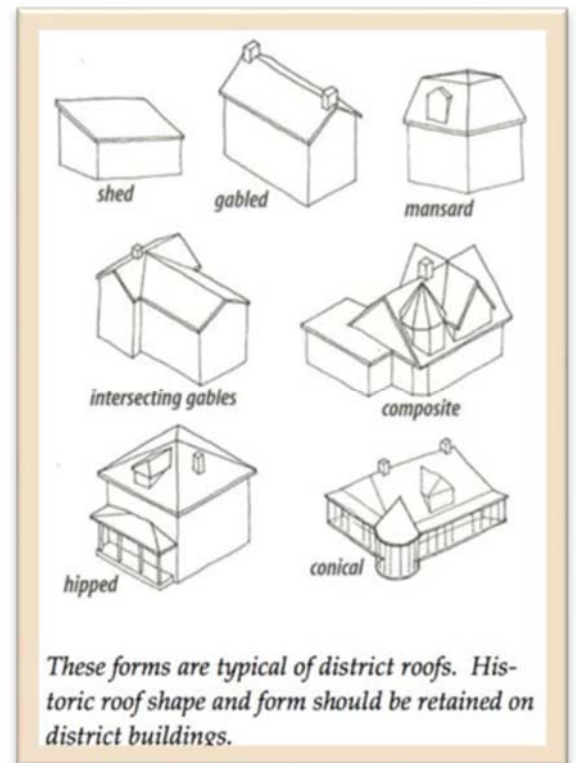 shed
gabled
mansard
intersecting gables
composite
hipped
conical
These forms are typical of district roofs. His-
toric roof shape and form should be retained on
district buildings.